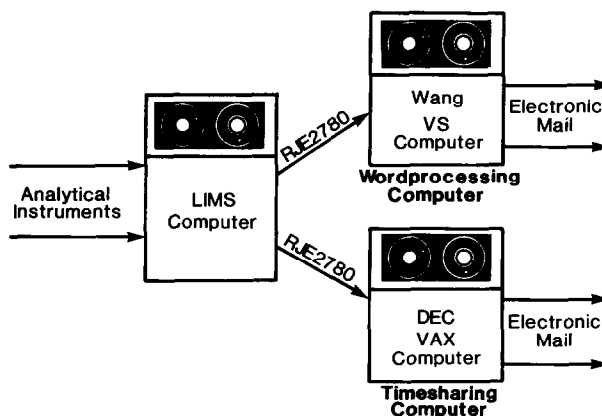 Analytical
Instruments
LIMS
Computer
RJE2780
RJE2780
Wang
VS
Computer
Wordprocessing
Computer
Electronic
Mail
DEC
VAX
Computer
Timesharing
Computer
Electronic
Mail